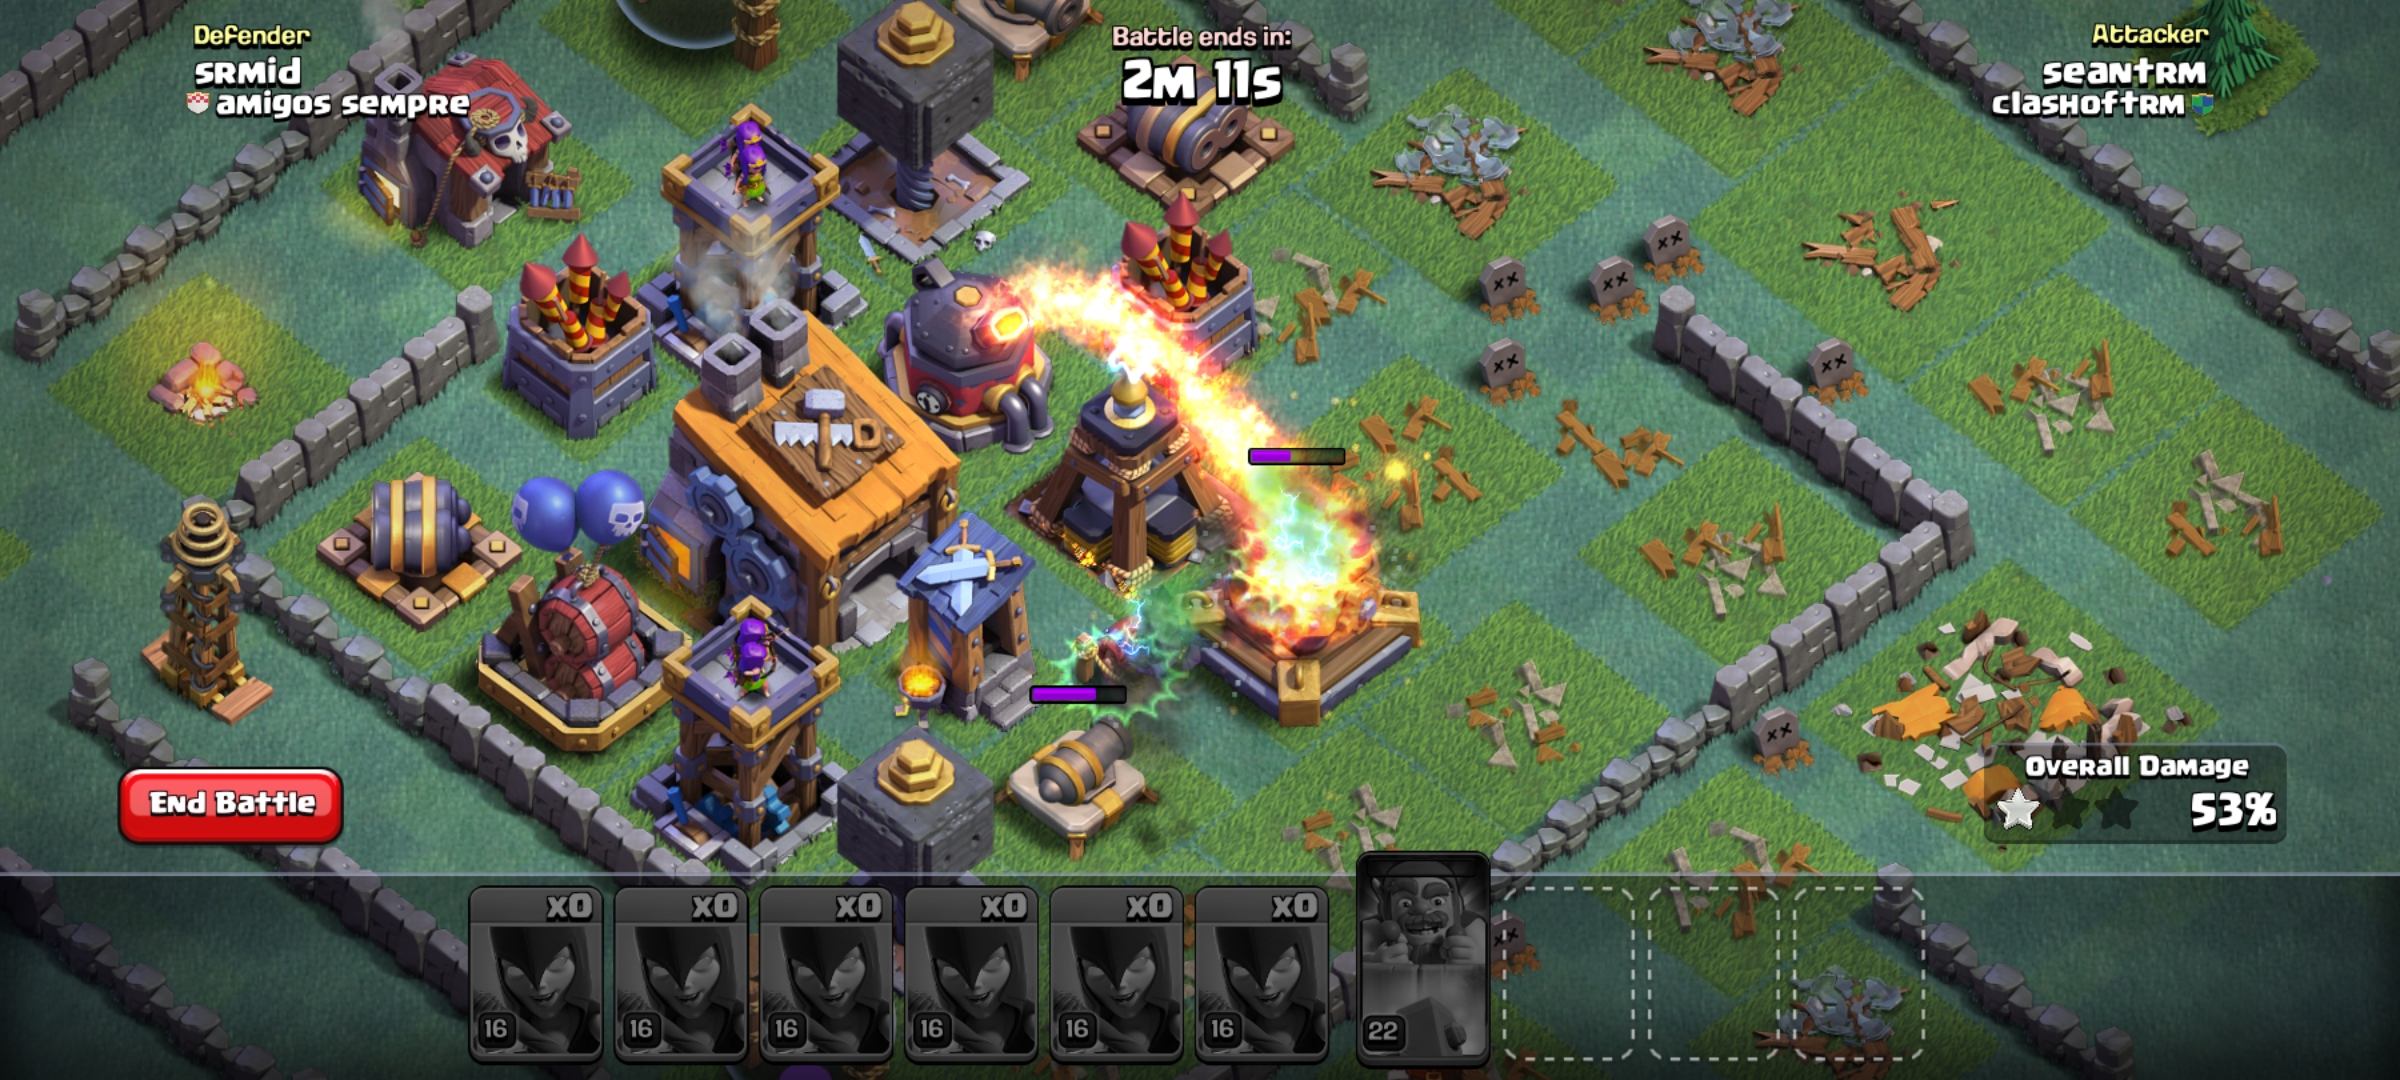 Defender
SRMid
amigos sempre
Battle ends in:
2M 11s
Attacker
seantRM
clashoftRM
End Battle
Overall Damage
53%
x0
x0
x0
x0
x0
x0
16
16
16
16
16
16
22